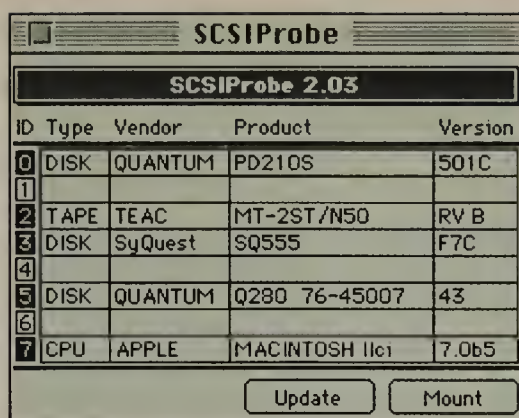 SCSIProbe
SCSIProbe 2.03
ID Type Vendor Product Version
0 DISK QUANTUM PD210S 501C
1
2 TAPE TEAC MT-2ST/N50 RV B
3 DISK SyQuest SQ555 F7C
4
5 DISK QUANTUM Q280 76-45007 43
6
7 CPU APPLE MACINTOSH IIci 7.0b5
Update Mount